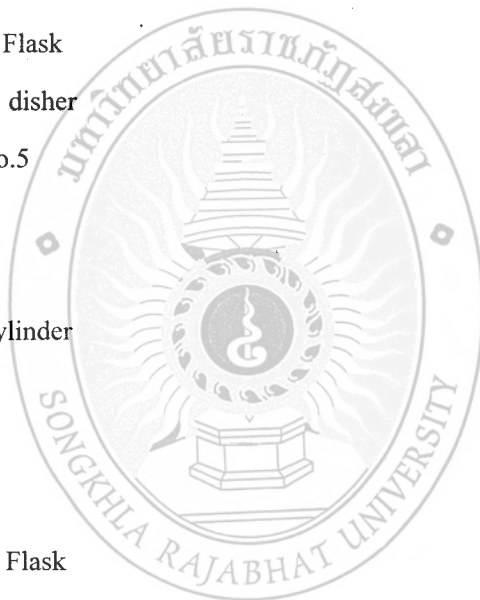 Flask
disher
o.5
ylinder
Flask
มหาวิทยาลัยราชภัฏสงขลา
SONGKHLA RAJABHAT UNIVERSITY